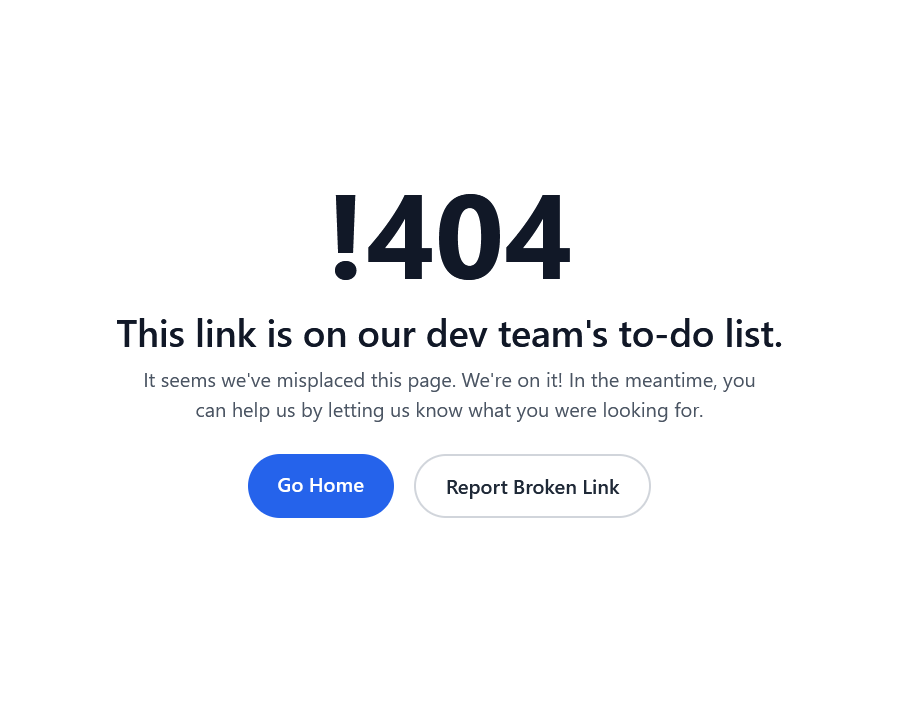 !404
This link is on our dev team's to-do list.
It seems we've misplaced this page. We're on it! In the meantime, you
can help us by letting us know what you were looking for.
Go Home
Report Broken Link